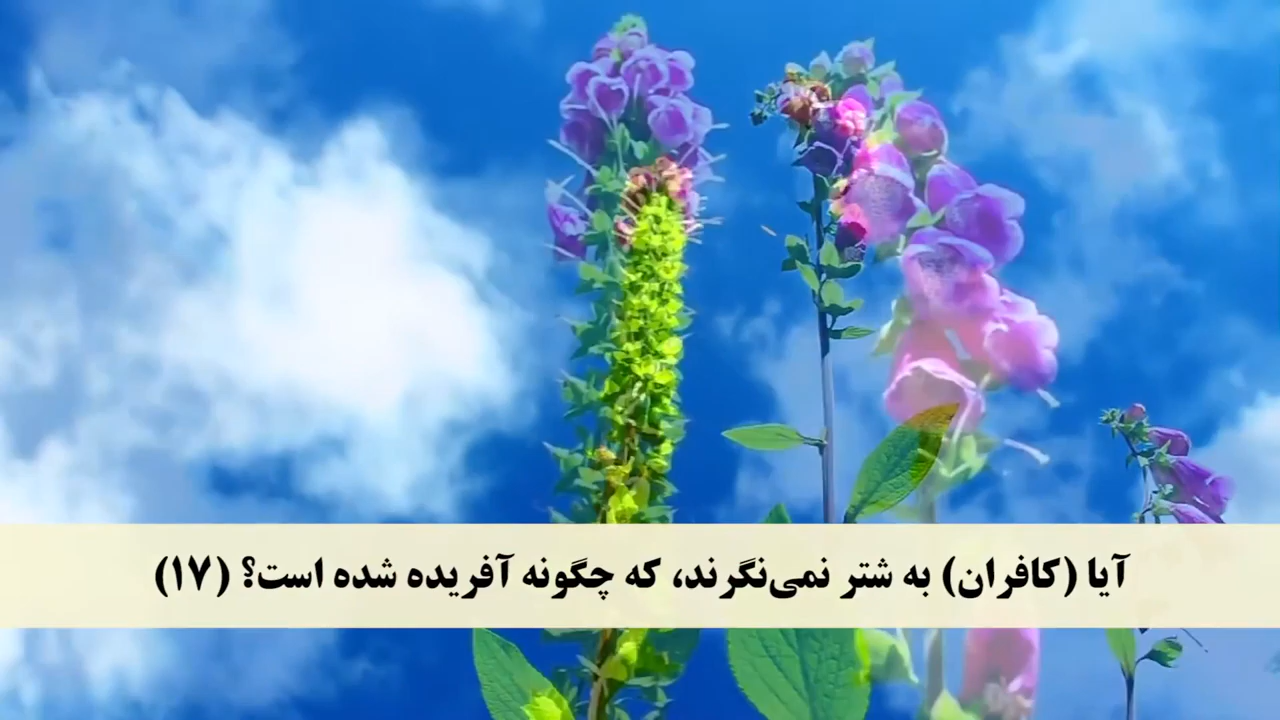 آیا (کافران) به شتر نمی‌نگرند، که چگونه آفریده شده است؟ (۱۷)